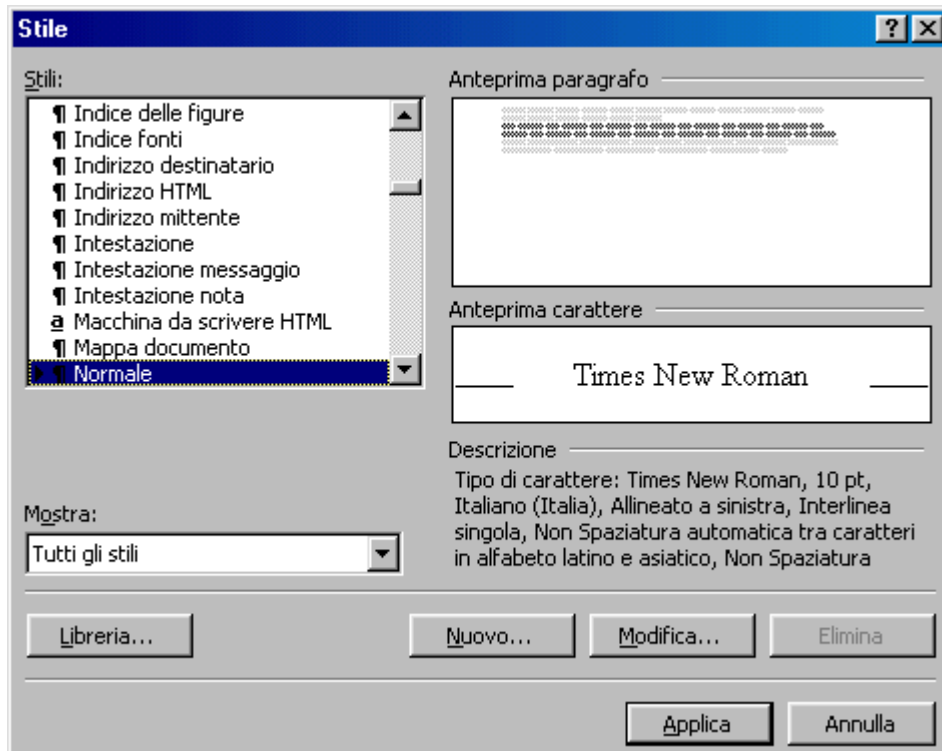 Stile
Stili:
¶ Indice delle figure
¶ Indice fonti
¶ Indirizzo destinatario
¶ Indirizzo HTML
¶ Indirizzo mittente
¶ Intestazione
¶ Intestazione messaggio
¶ Intestazione nota
a Macchina da scrivere HTML
¶ Mappa documento
¶ Normale
Mostra:
Tutti gli stili
Anteprima paragrafo
Anteprima carattere
Times New Roman
Descrizione
Tipo di carattere: Times New Roman, 10 pt,
Italiano (Italia), Allineato a sinistra, Interlinea
singola, Non Spaziatura automatica tra caratteri
in alfabeto latino e asiatico, Non Spaziatura
Libreria...
Nuovo...
Modifica...
Elimina
Applica
Annulla